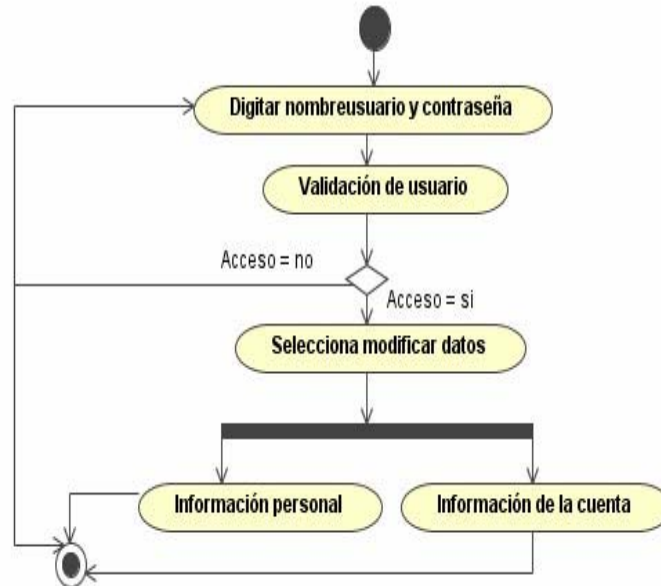 Digitar nombreusuario y contraseña
Validación de usuario
Acceso = no
Acceso = si
Selecciona modificar datos
Información personal
Información de la cuenta